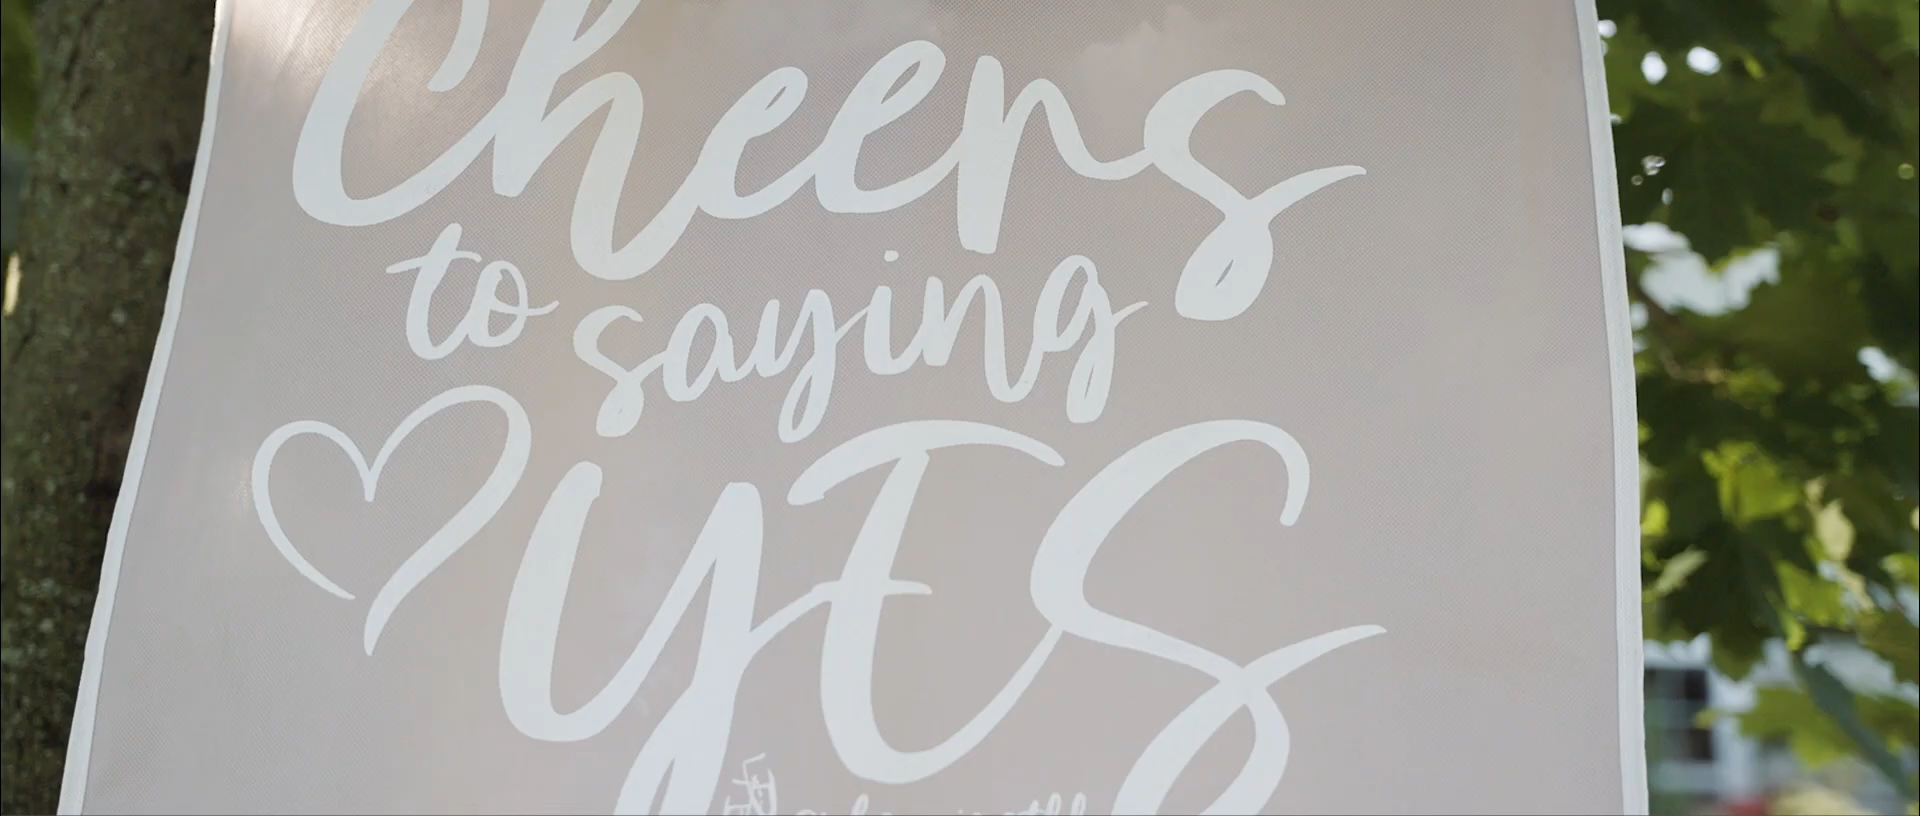 Cheers
to saying
yES